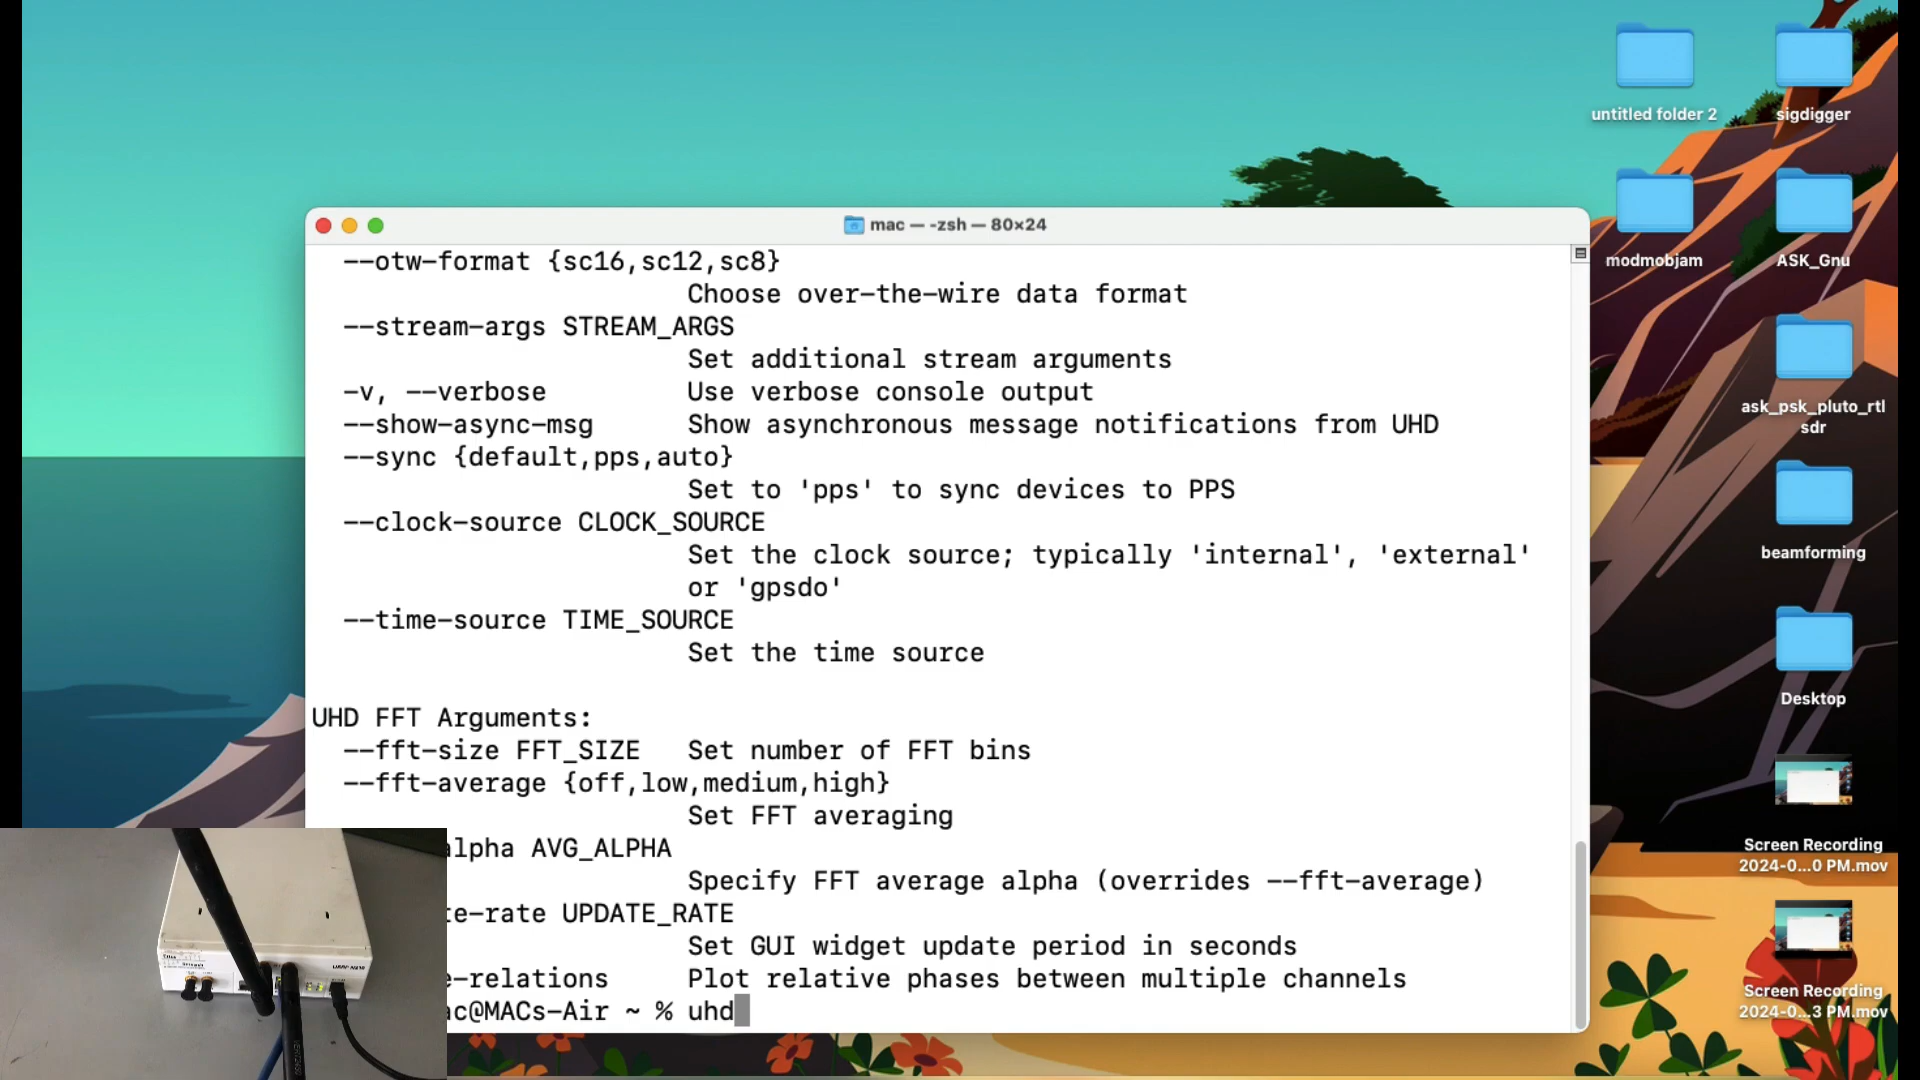 mac — -zsh — 80×24
--otw-format {sc16,sc12,sc8}
Choose over-the-wire data format
--stream-args STREAM_ARGS
Set additional stream arguments
-v, --verbose Use verbose console output
--show-async-msg Show asynchronous message notifications from UHD
--sync {default,pps,auto}
Set to 'pps' to sync devices to PPS
--clock-source CLOCK_SOURCE
Set the clock source; typically 'internal', 'external'
or 'gpsdo'
--time-source TIME_SOURCE
Set the time source
UHD FFT Arguments:
--fft-size FFT_SIZE Set number of FFT bins
--fft-average {off,low,medium,high}
Set FFT averaging
alpha AVG_ALPHA
Specify FFT average alpha (overrides --fft-average)
te-rate UPDATE_RATE
Set GUI widget update period in seconds
e-relations Plot relative phases between multiple channels
ac@MACs-Air ~ % uhd
untitled folder 2
sigdigger
modmobjam
ASK_Gnu
ask_psk_pluto_rtl
sdr
beamforming
Desktop
Screen Recording
2024-0...0 PM.mov
Screen Recording
2024-0...3 PM.mov